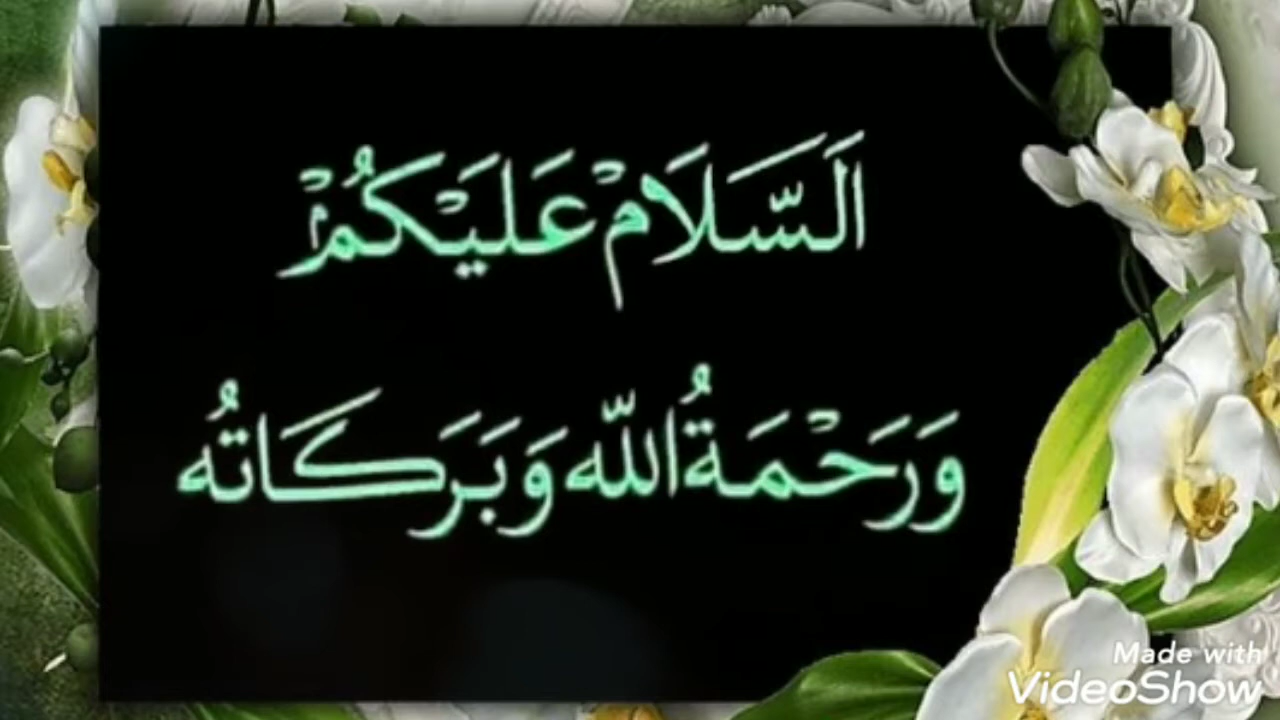 اَلسَّلَامْ عَلَيْكُمْ
وَرَحْمَةُ اللّه وَبَرَكَاتُه
Made with
VideoShow